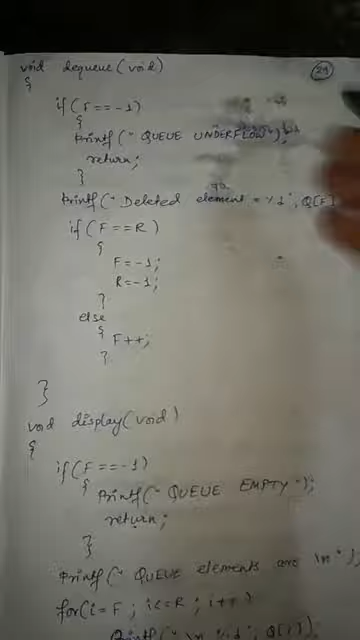 29
void dequeue(void)
{
if(F==-1)
{
printf(" QUEUE UNDERFLOW");
return;
}
printf(" Deleted element = %d", Q[F]
if(F==R)
{
F=-1;
R=-1;
}
else
{
F++;
}
}
void display(void)
{
if(F==-1)
{
printf(" QUEUE EMPTY");
return;
}
printf(" QUEUE elements are \n");
for(i=F; i<=R; i++)
printf(" \n %d", Q[i]